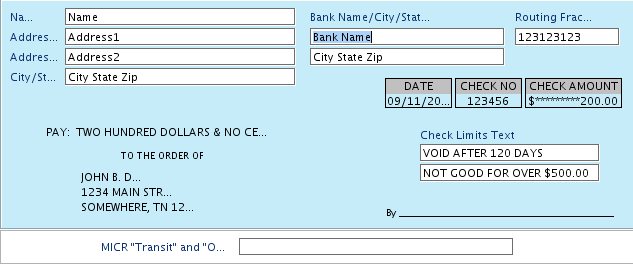 Na... Name Bank Name/City/Stat... Routing Frac...
Addres... Address1 Bank Name 123123123
Addres... Address2 City State Zip
City/St... City State Zip
DATE CHECK NO CHECK AMOUNT
09/11/20... 123456 $*********200.00
PAY: TWO HUNDRED DOLLARS & NO CE...
Check Limits Text
TO THE ORDER OF VOID AFTER 120 DAYS
JOHN B. D... NOT GOOD FOR OVER $500.00
1234 MAIN STR...
SOMEWHERE, TN 12...
By
MICR "Transit" and "O...